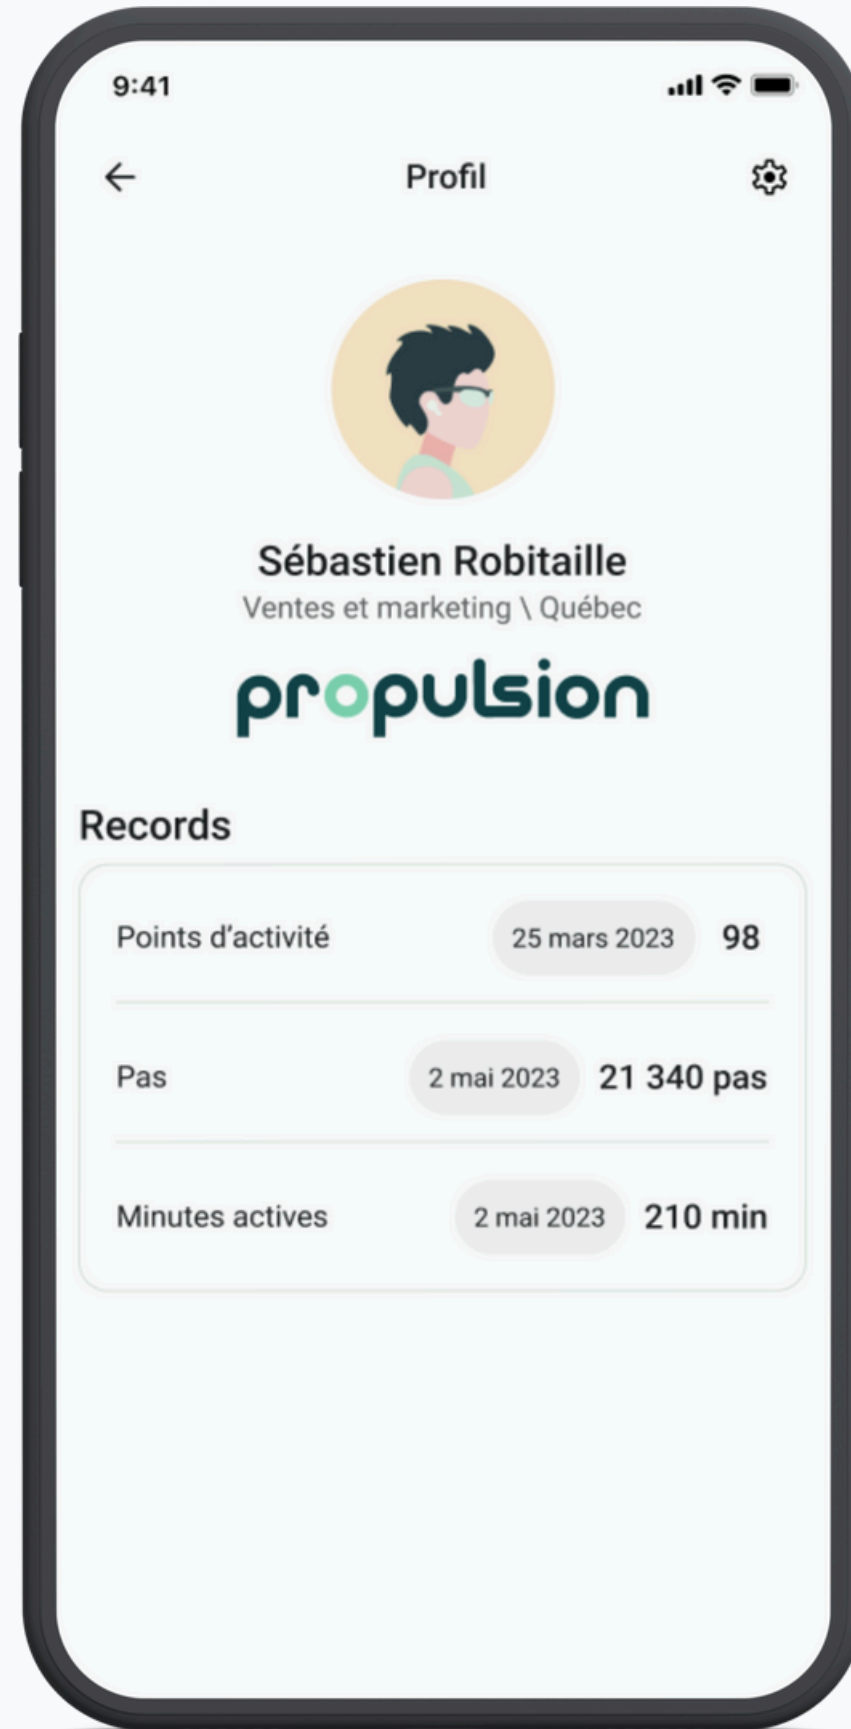 9:41
Profil
Sébastien Robitaille
Ventes et marketing \ Québec
propulsion
Records
Points d’activité 25 mars 2023 98
Pas 2 mai 2023 21 340 pas
Minutes actives 2 mai 2023 210 min